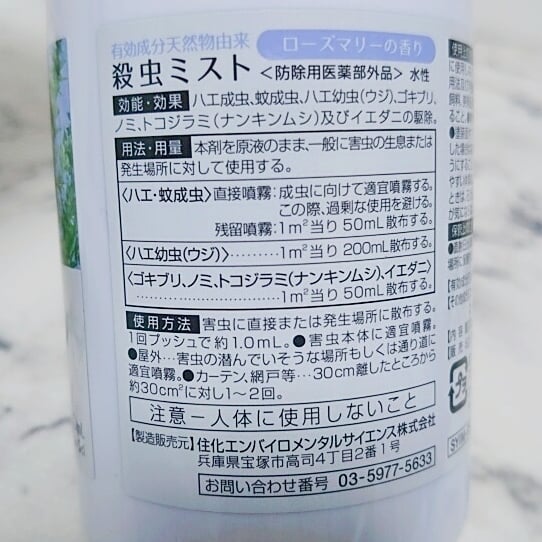 有効成分天然物由来 ローズマリーの香り
殺虫ミスト <防除用医薬部外品> 水性
効能・効果 ハエ成虫、蚊成虫、ハエ幼虫(ウジ)、ゴキブリ、
ノミ、トコジラミ(ナンキンムシ)及びイエダニの駆除。
用法・用量 本剤を原液のまま、一般に害虫の生息または
発生場所に対して使用する。
〈ハエ・蚊成虫〉直接噴霧:成虫に向けて適宜噴霧する。
この際、過剰な使用を避ける。
残留噴霧:1m²当り 50mL散布する。
〈ハエ幼虫(ウジ)〉………1m²当り 200mL散布する。
〈ゴキブリ、ノミ、トコジラミ(ナンキンムシ)、イエダニ〉
……………………………1m²当り 50mL散布する。
使用方法 害虫に直接または発生場所に散布する。
1回プッシュで約1.0mL。●害虫本体に適宜噴霧。
●屋外…害虫の潜んでいそうな場所もしくは通り道に
適宜噴霧。●カーテン、網戸等…30cm離したところから
約30cm²に対し1〜2回。
注意ー人体に使用しないこと
【製造販売元】住化エンバイロメンタルサイエンス株式会社
兵庫県宝塚市高司4丁目2番1号
お問い合わせ番号 03-5977-5633